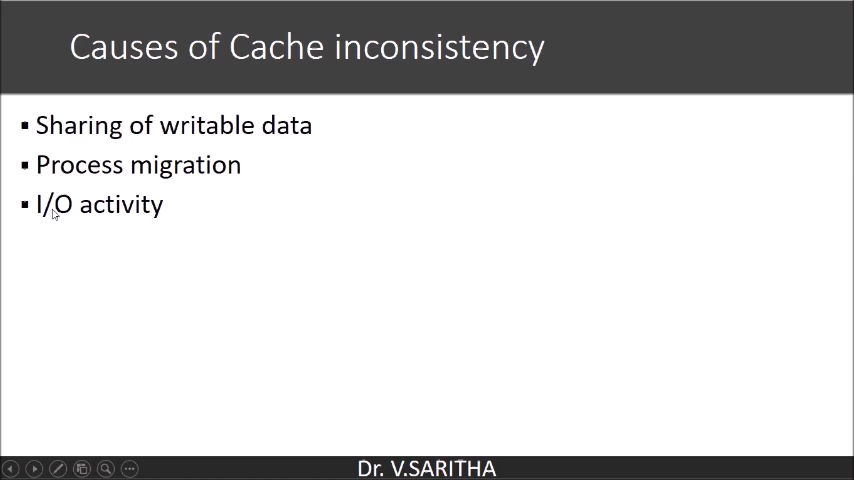 Causes of Cache inconsistency
▪ Sharing of writable data
▪ Process migration
▪ I/O activity
Dr. V.SARITHA